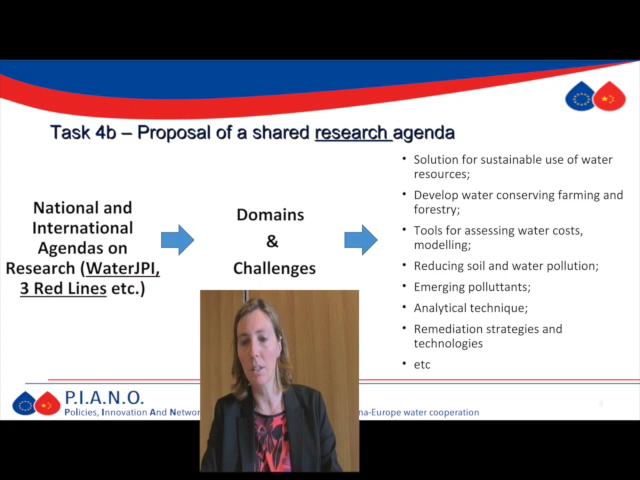 Task 4b – Proposal of a shared research agenda
National and
International
Agendas on
Research (WaterJPI,
3 Red Lines etc.)
Domains
&
Challenges
• Solution for sustainable use of water
resources;
• Develop water conserving farming and
forestry;
• Tools for assessing water costs,
modelling;
• Reducing soil and water pollution;
• Emerging polluttants;
• Analytical technique;
• Remediation strategies and
technologies
• etc
P.I.A.N.O.
Policies, Innovation And Networ
na-Europe water cooperation